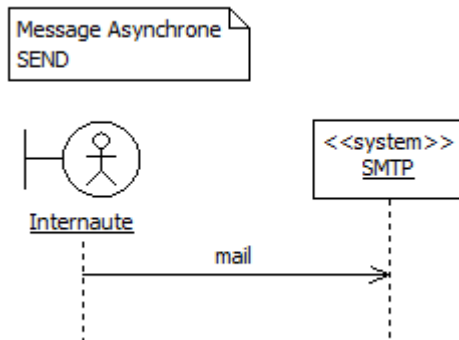 Message Asynchrone
SEND
<<system>>
SMTP
Internaute
mail